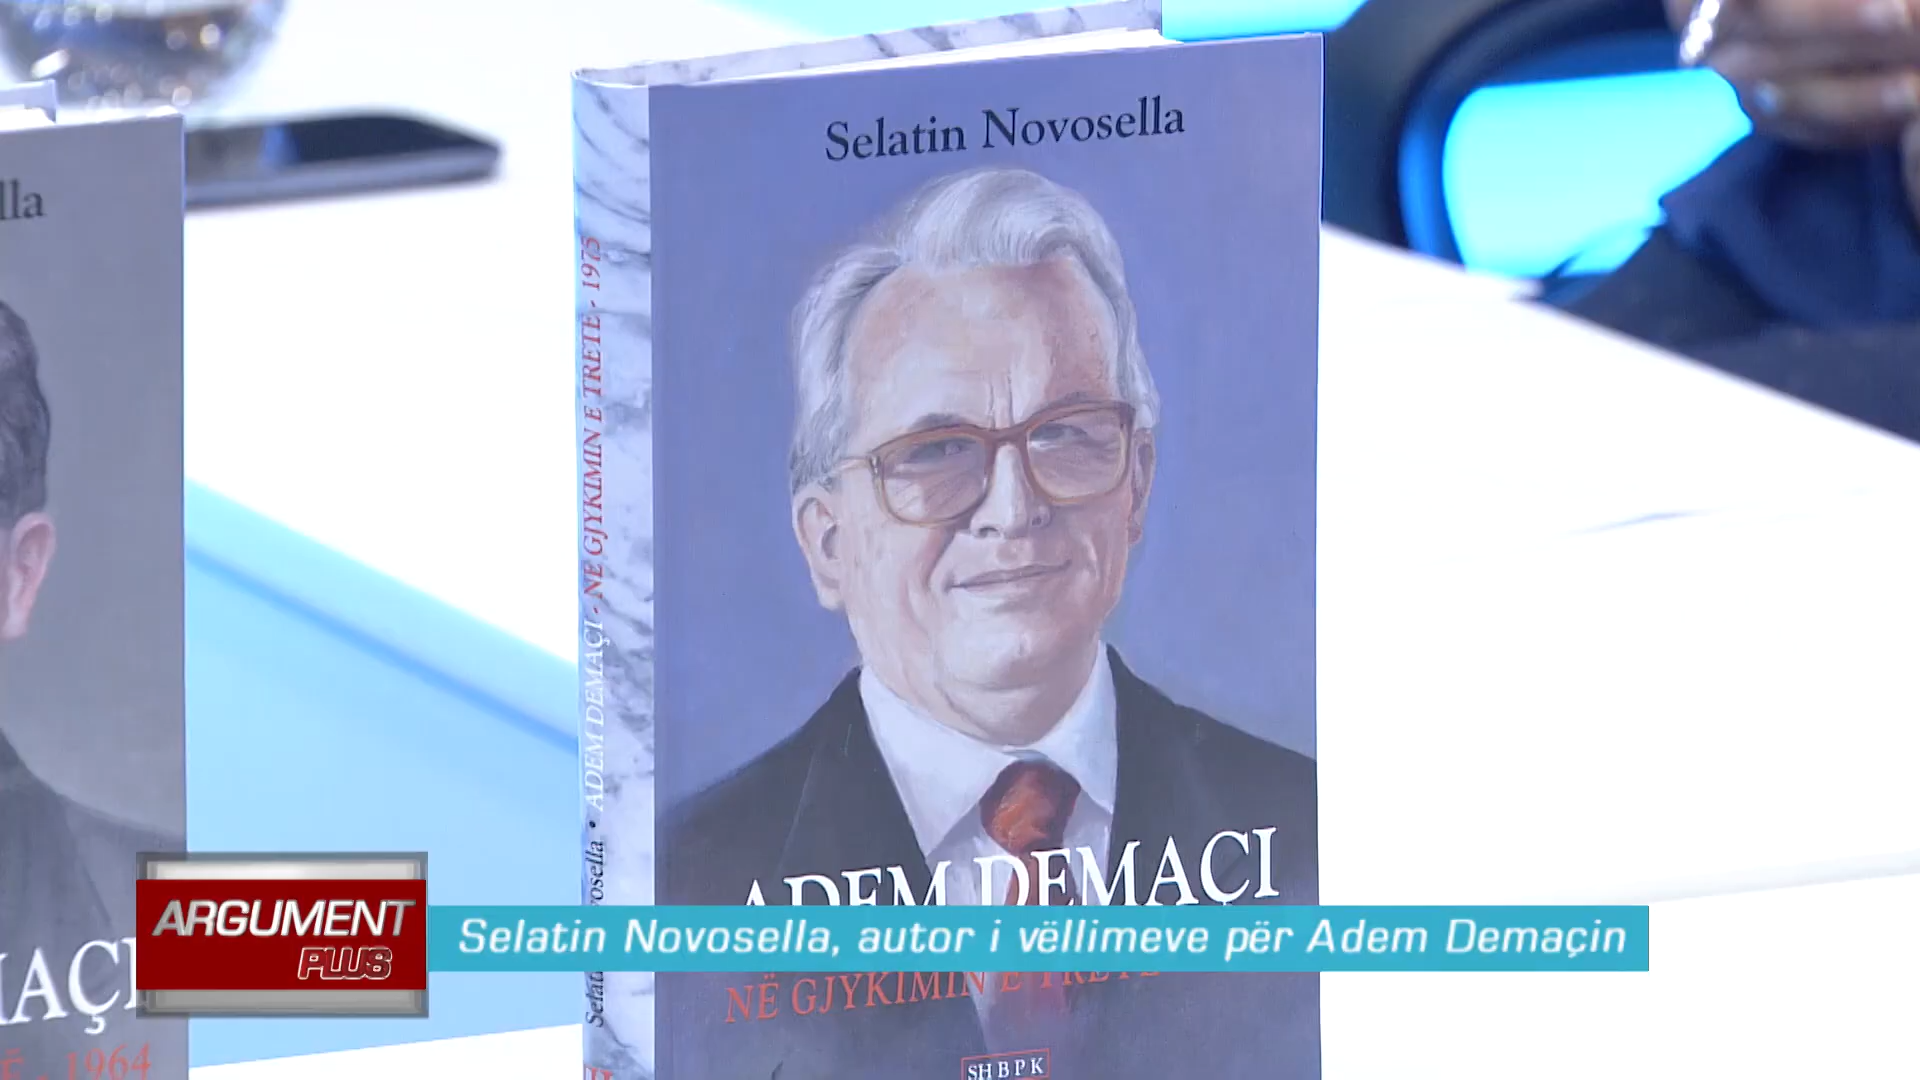 lla
Selatin Novosella
Selatin Novosella • ADEM DEMAÇI - NË GJYKIMIN E TRETË - 1975
ADEM DEMAÇI
NË GJYKIMIN E TRETË
SHBPK
II
1964
ARGUMENT
PLUS
Selatin Novosella, autor i vëllimeve për Adem Demaçin